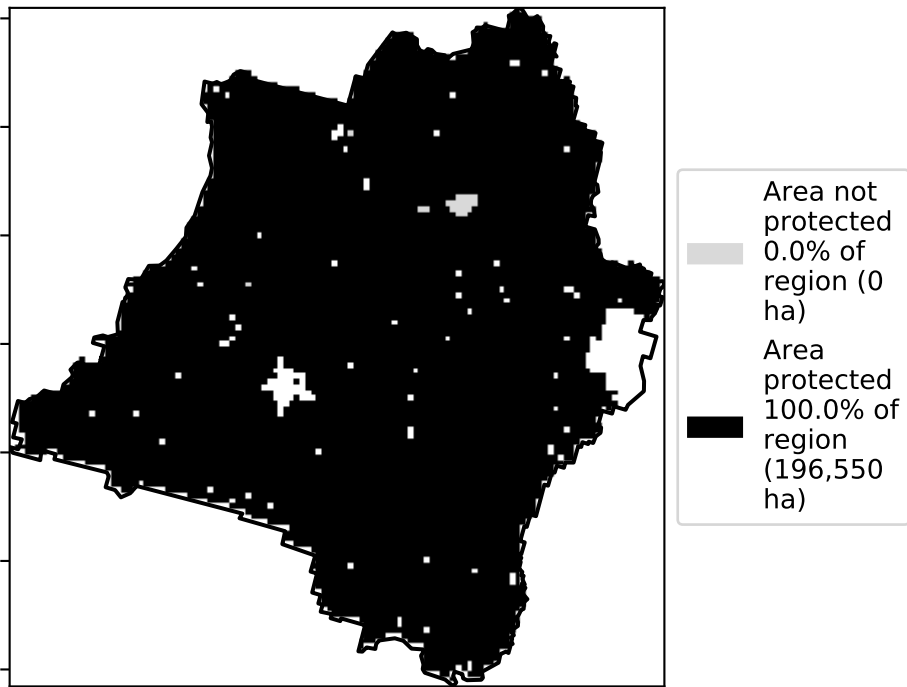 Area not
protected
0.0% of
region (0
ha)
Area
protected
100.0% of
region
(196,550
ha)